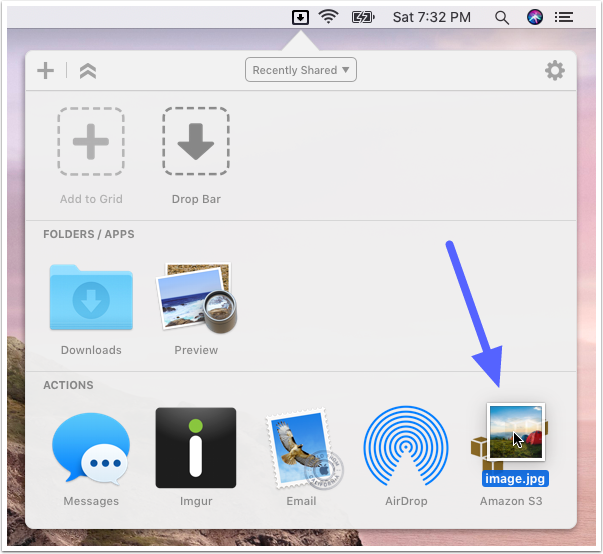 Sat 7:32 PM
Recently Shared ▼
Add to Grid
Drop Bar
FOLDERS / APPS
Downloads
Preview
ACTIONS
image.jpg
Messages
Imgur
Email
AirDrop
Amazon S3